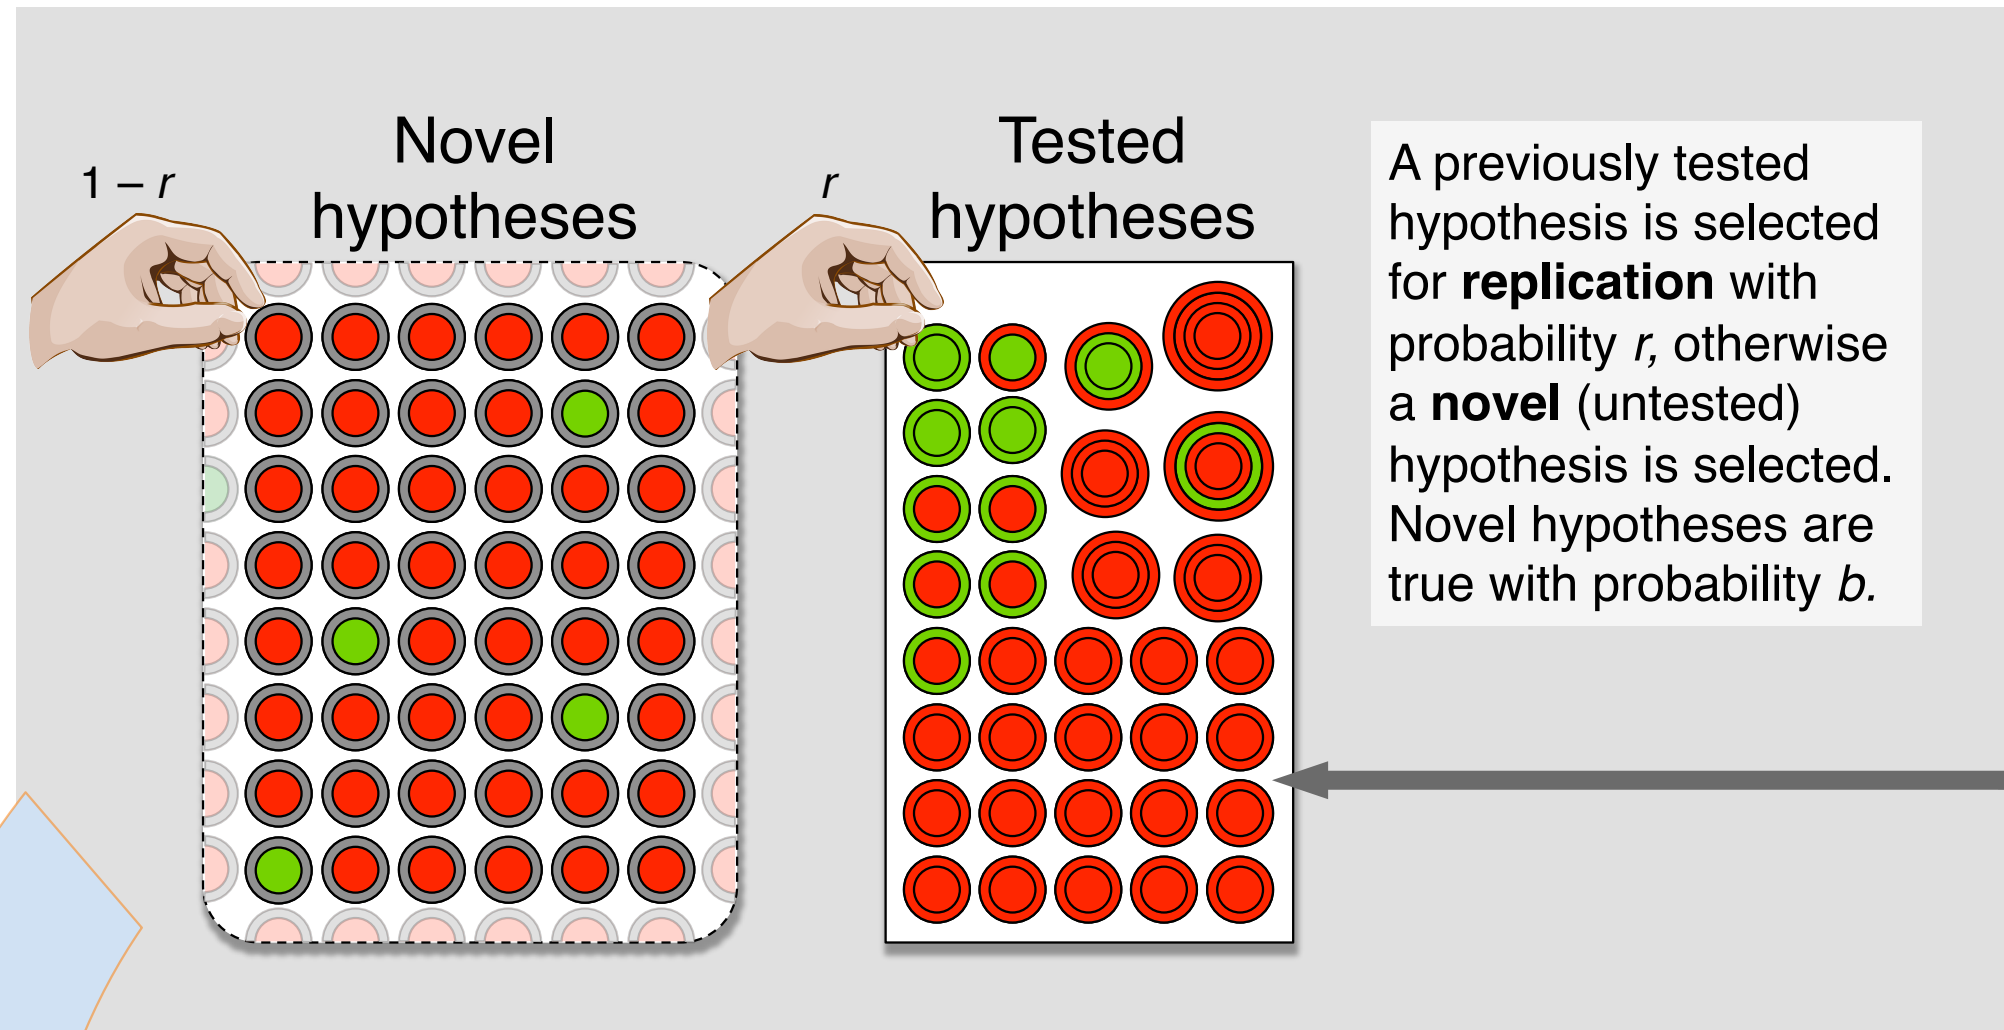 Novel
hypotheses
1 – r
Tested
hypotheses
r
A previously tested
hypothesis is selected
for replication with
probability r, otherwise
a novel (untested)
hypothesis is selected.
Novel hypotheses are
true with probability b.